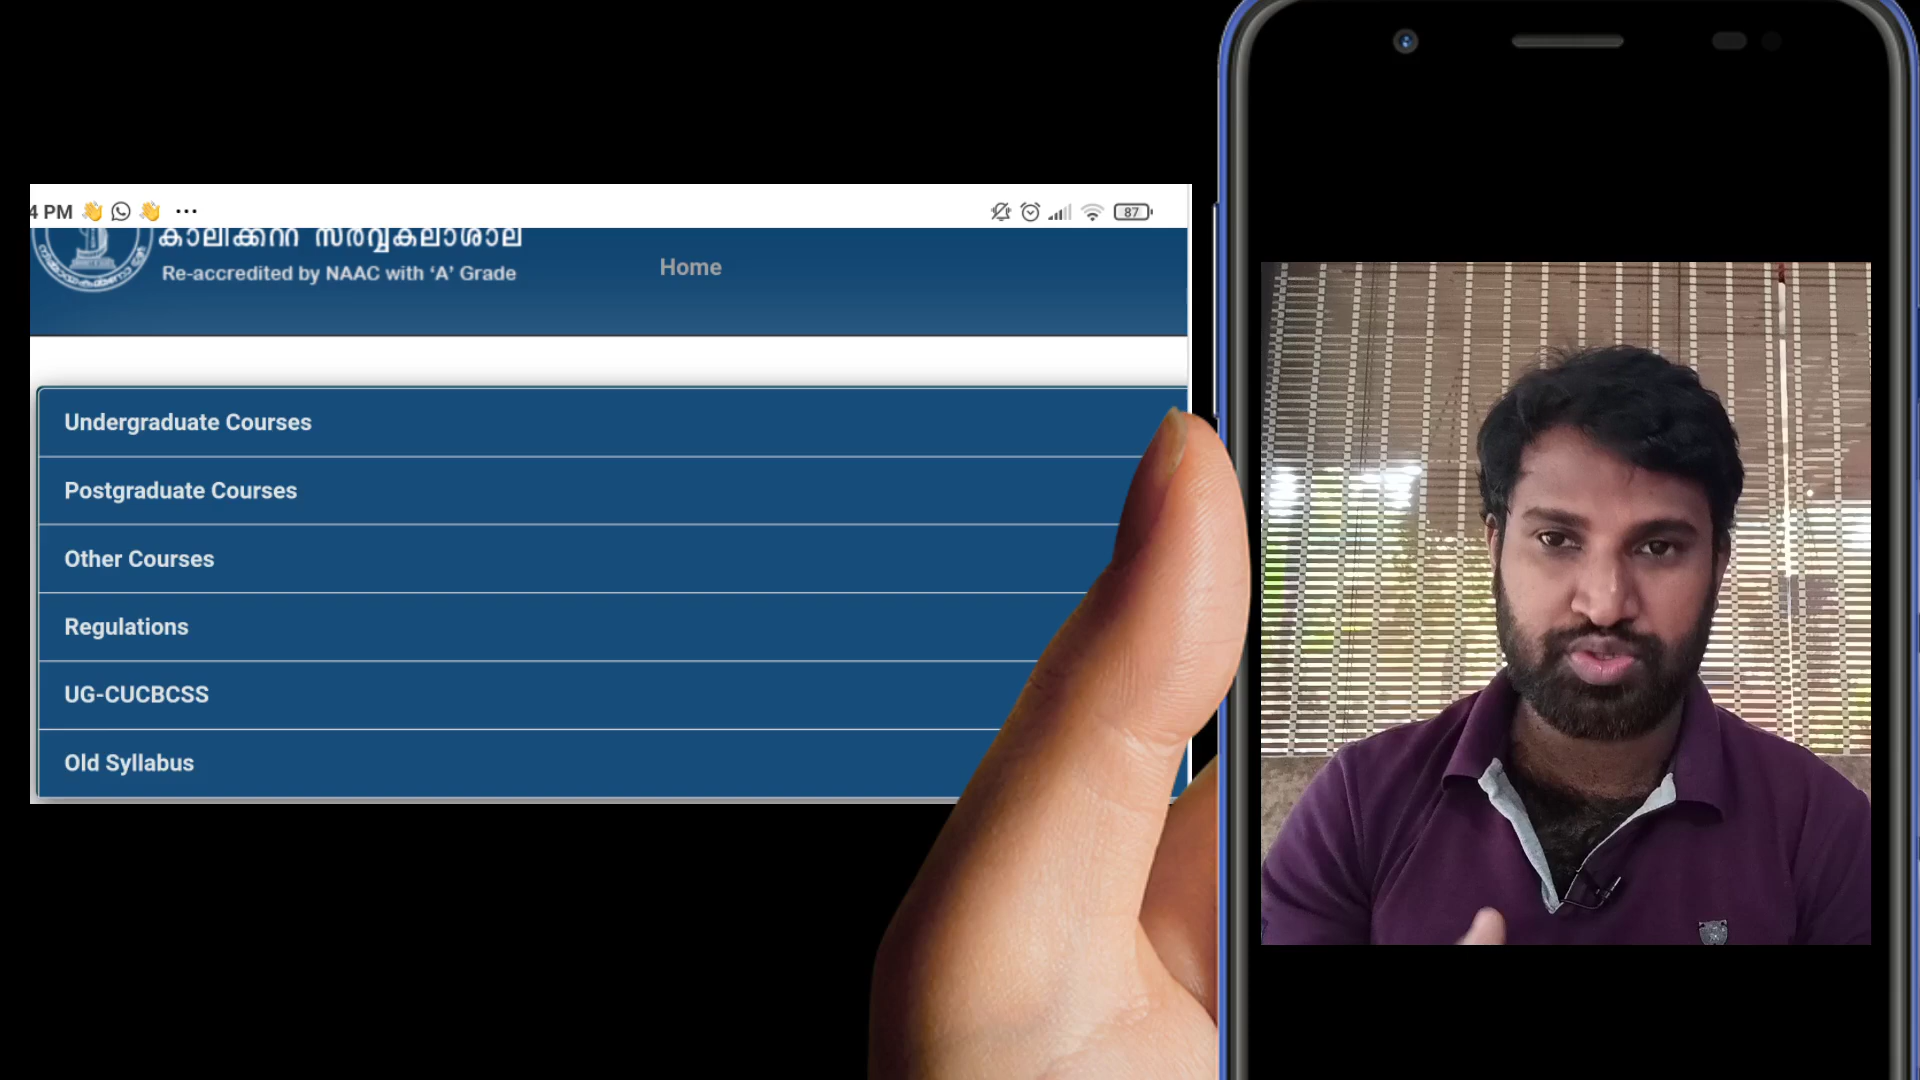 4 PM
87
കാലിക്കറ്റ് സർവ്വകലാശാല
Re-accredited by NAAC with ‘A’ Grade
Home
Undergraduate Courses
Postgraduate Courses
Other Courses
Regulations
UG-CUCBCSS
Old Syllabus